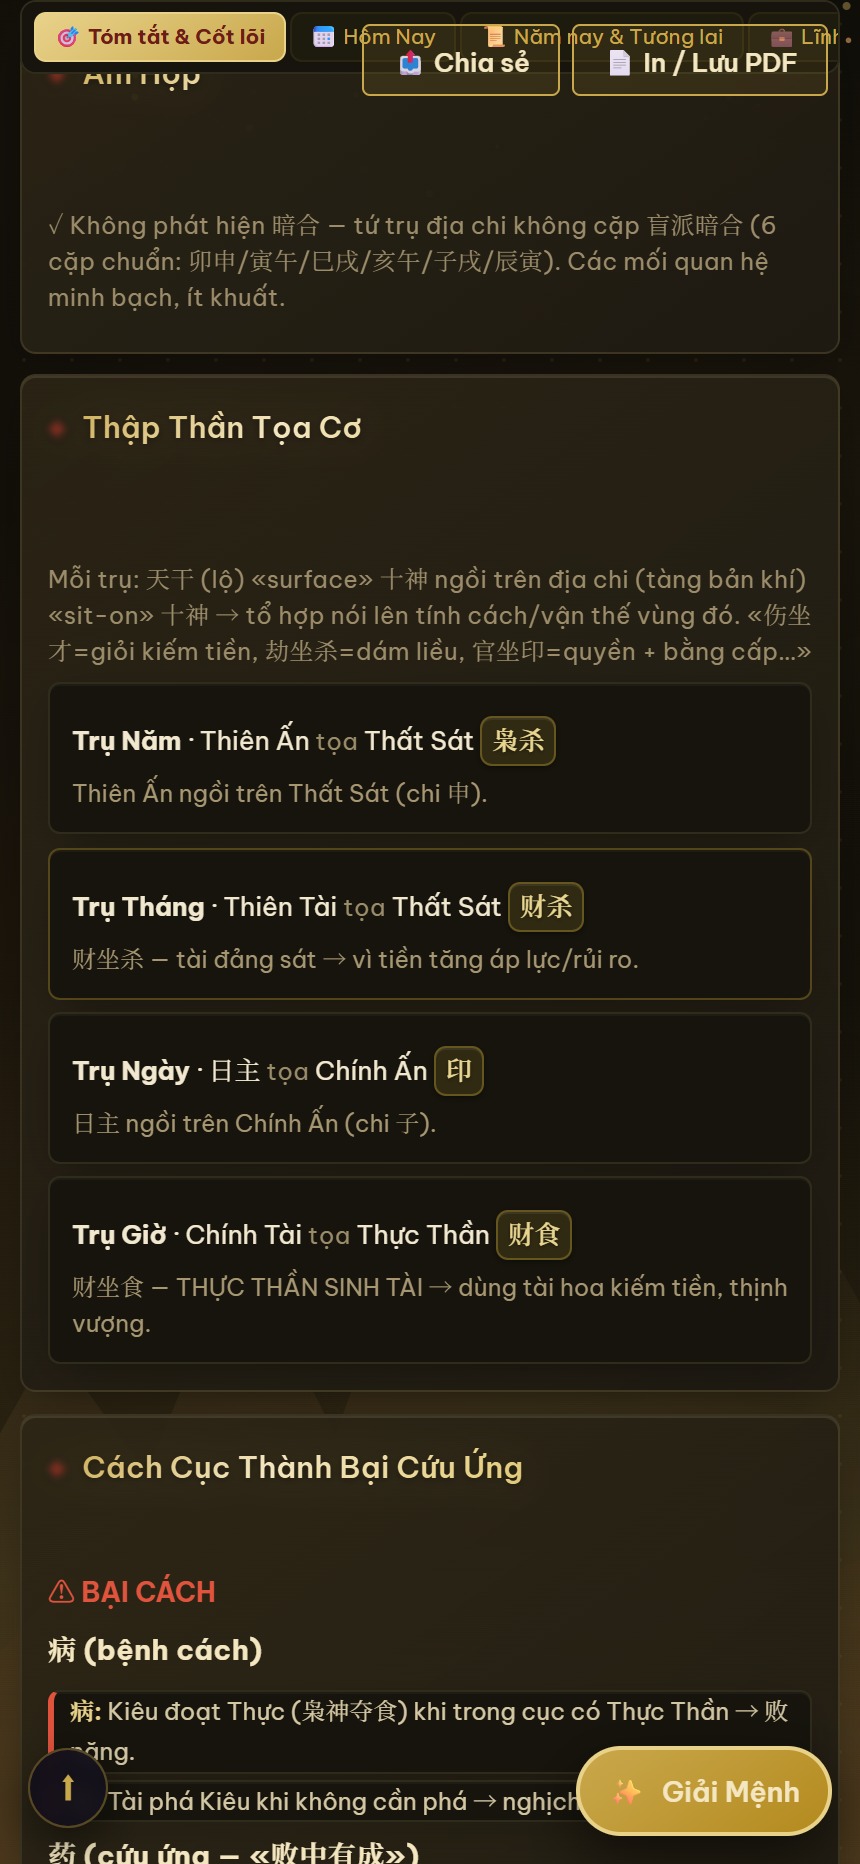 Tóm tắt & Cốt lõi
Hôm Nay
Năm nay & Tương lai
Lĩnh
Ám Hợp
Chia sẻ
In / Lưu PDF
√ Không phát hiện 暗合 — tứ trụ địa chi không cặp 盲派暗合 (6
cặp chuẩn: 卯申/寅午/巳戌/亥午/子戌/辰寅). Các mối quan hệ
minh bạch, ít khuất.
Thập Thần Tọa Cơ
Mỗi trụ: 天干 (lộ) «surface» 十神 ngồi trên địa chi (tàng bản khí)
«sit-on» 十神 → tổ hợp nói lên tính cách/vận thế vùng đó. «伤坐
才=giỏi kiếm tiền, 劫坐杀=dám liều, 官坐印=quyền + bằng cấp...»
Trụ Năm · Thiên Ấn tọa Thất Sát 枭杀
Thiên Ấn ngồi trên Thất Sát (chi 申).
Trụ Tháng · Thiên Tài tọa Thất Sát 财杀
财坐杀 — tài đảng sát → vì tiền tăng áp lực/rủi ro.
Trụ Ngày · 日主 tọa Chính Ấn 印
日主 ngồi trên Chính Ấn (chi 子).
Trụ Giờ · Chính Tài tọa Thực Thần 财食
财坐食 — THỰC THẦN SINH TÀI → dùng tài hoa kiếm tiền, thịnh
vượng.
Cách Cục Thành Bại Cứu Ứng
⚠ BẠI CÁCH
病 (bệnh cách)
病: Kiêu đoạt Thực (枭神夺食) khi trong cục có Thực Thần → 败
năng.
Tài phá Kiêu khi không cần phá → nghịch
↑
Giải Mệnh
药 (cứu ứng — «败中有成»)